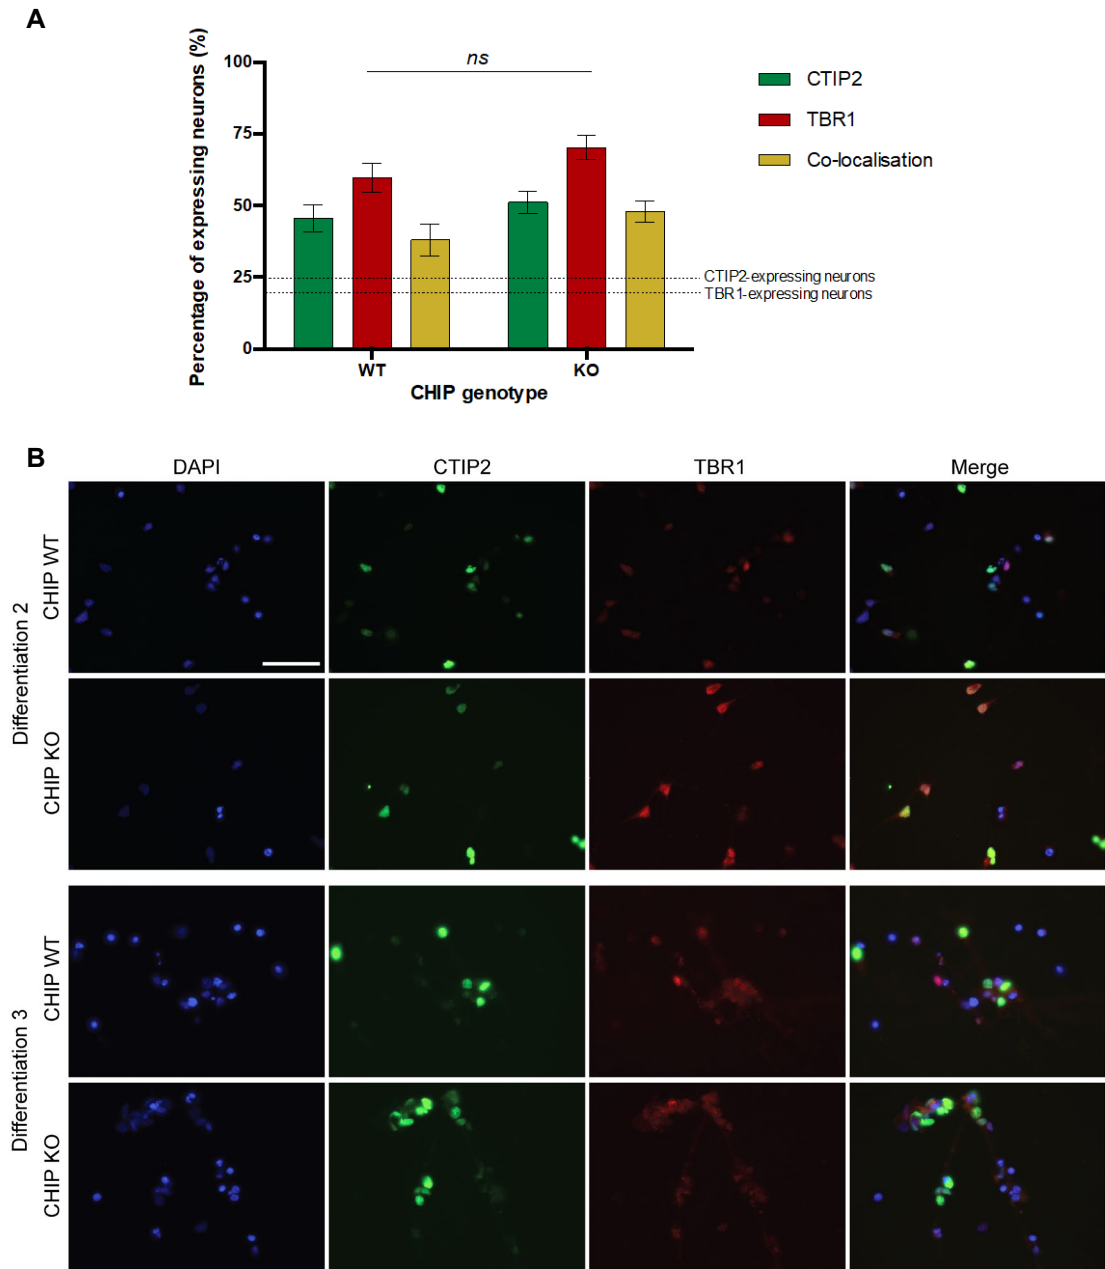 A
Percentage of expressing neurons (%)
100
75
50
25
0
ns
CTIP2
TBR1
Co-localisation
CTIP2-expressing neurons
TBR1-expressing neurons
WT
KO
CHIP genotype
B
DAPI
CTIP2
TBR1
Merge
Differentiation 2
CHIP WT
CHIP KO
Differentiation 3
CHIP WT
CHIP KO